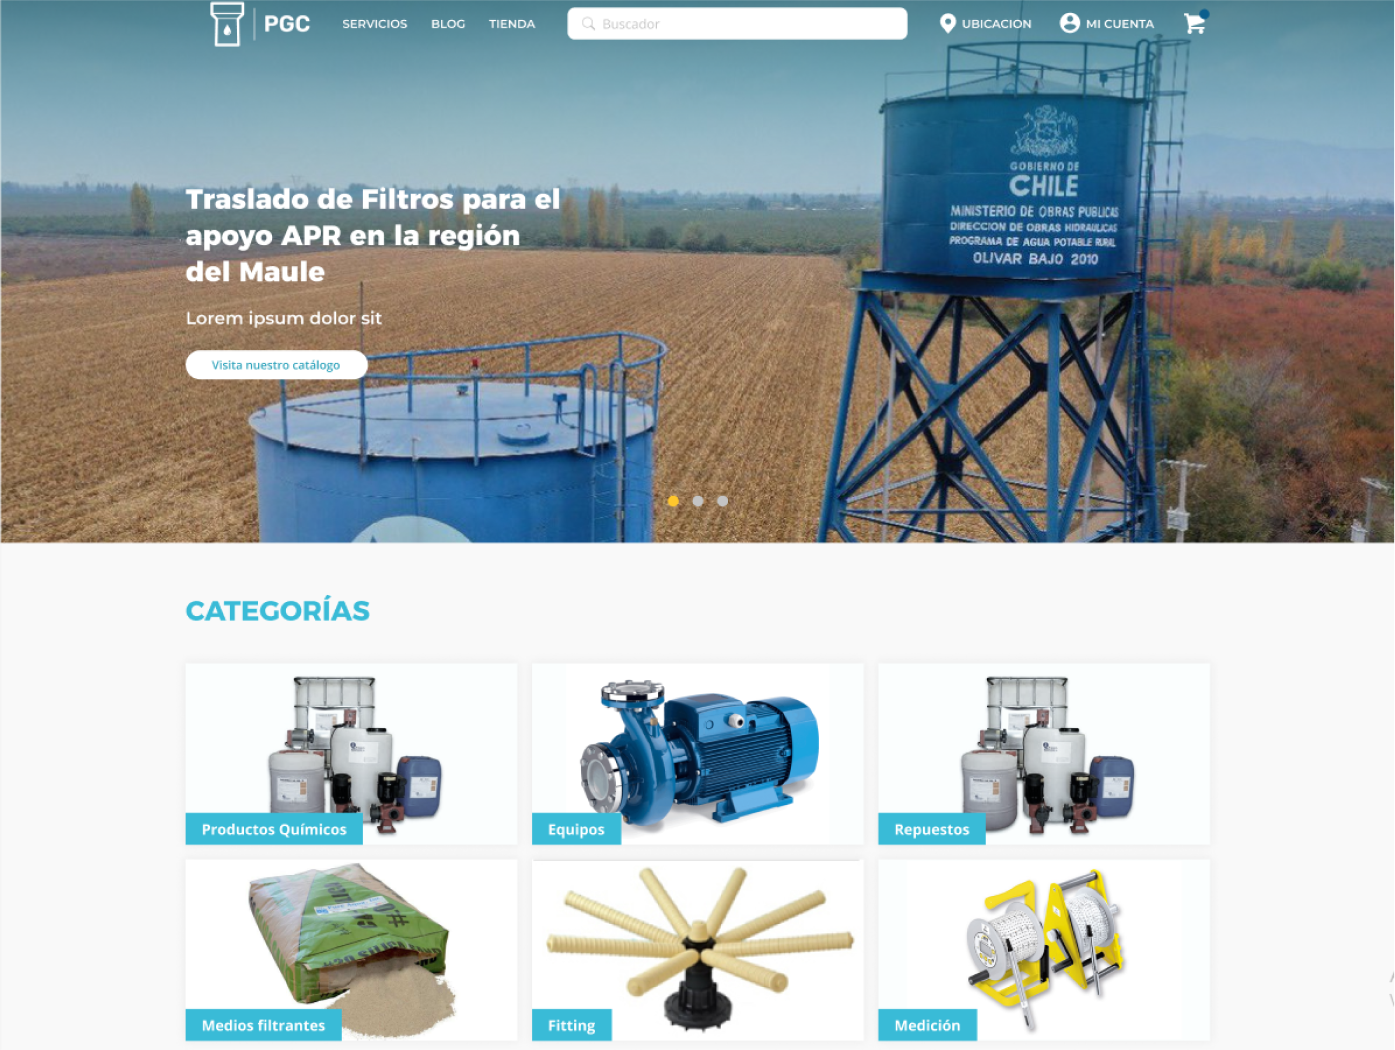 PGC
SERVICIOS
BLOG
TIENDA
Buscador
UBICACION
MI CUENTA
GOBIERNO DE
CHILE
MINISTERIO DE OBRAS PUBLICAS
DIRECCION DE OBRAS HIDRAULICAS
PROGRAMA DE AGUA POTABLE RURAL
OLIVAR BAJO 2010
Traslado de Filtros para el
apoyo APR en la región
del Maule
Lorem ipsum dolor sit
Visita nuestro catálogo
CATEGORÍAS
Productos Químicos
Equipos
Repuestos
Medios filtrantes
Fitting
Medición